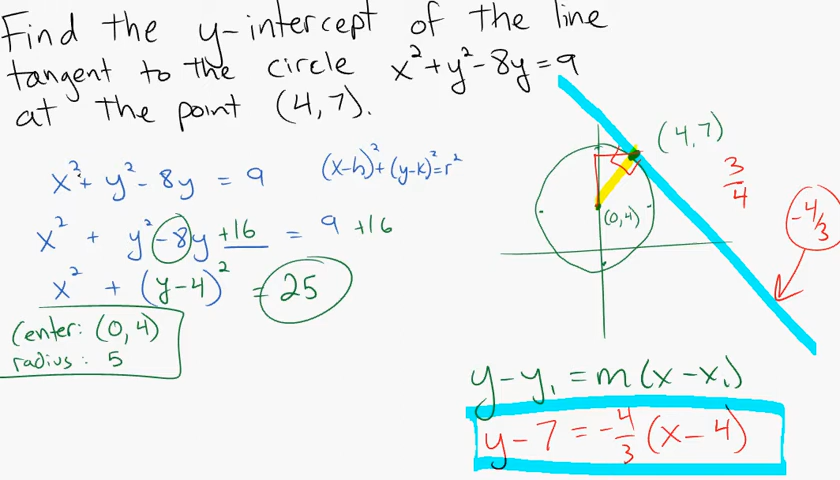 Find the y-intercept of the line
tangent to the circle x² + y² - 8y = 9
at the point (4,7).
x² + y² - 8y = 9
(x-h)² + (y-k)² = r²
x² + y² - 8y + 16 = 9 + 16
x² + (y-4)² = 25
Center: (0,4)
radius: 5
(4,7)
3/4
-4/3
(0,4)
y - y₁ = m(x - x₁)
y - 7 = -4/3 (x - 4)